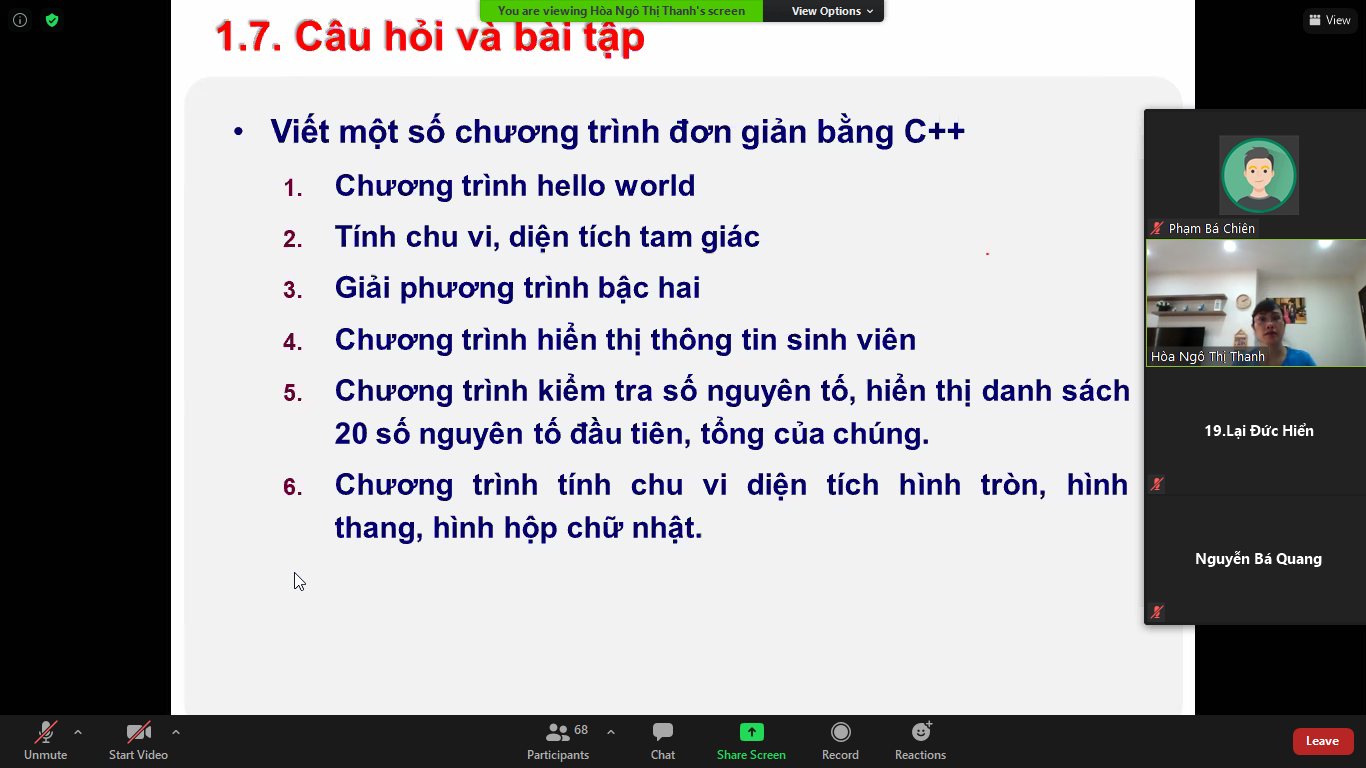 You are viewing Hòa Ngô Thị Thanh's screen
View Options
View
1.7. Câu hỏi và bài tập
• Viết một số chương trình đơn giản bằng C++
1. Chương trình hello world
2. Tính chu vi, diện tích tam giác
3. Giải phương trình bậc hai
4. Chương trình hiển thị thông tin sinh viên
5. Chương trình kiểm tra số nguyên tố, hiển thị danh sách
20 số nguyên tố đầu tiên, tổng của chúng.
6. Chương trình tính chu vi diện tích hình tròn, hình
thang, hình hộp chữ nhật.
Phạm Bá Chiên
Hòa Ngô Thị Thanh
19.Lại Đức Hiển
Nguyễn Bá Quang
Unmute
Start Video
Participants
68
Chat
Share Screen
Record
Reactions
Leave